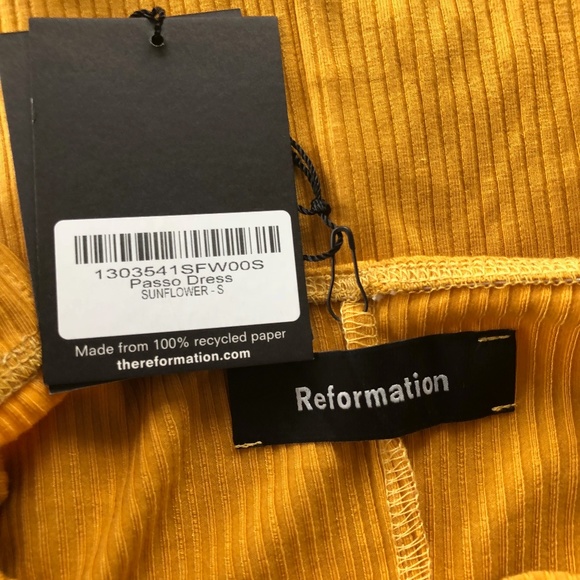 1303541SFW00S
Passo Dress
SUNFLOWER - S
Made from 100% recycled paper
thereformation.com
Reformation